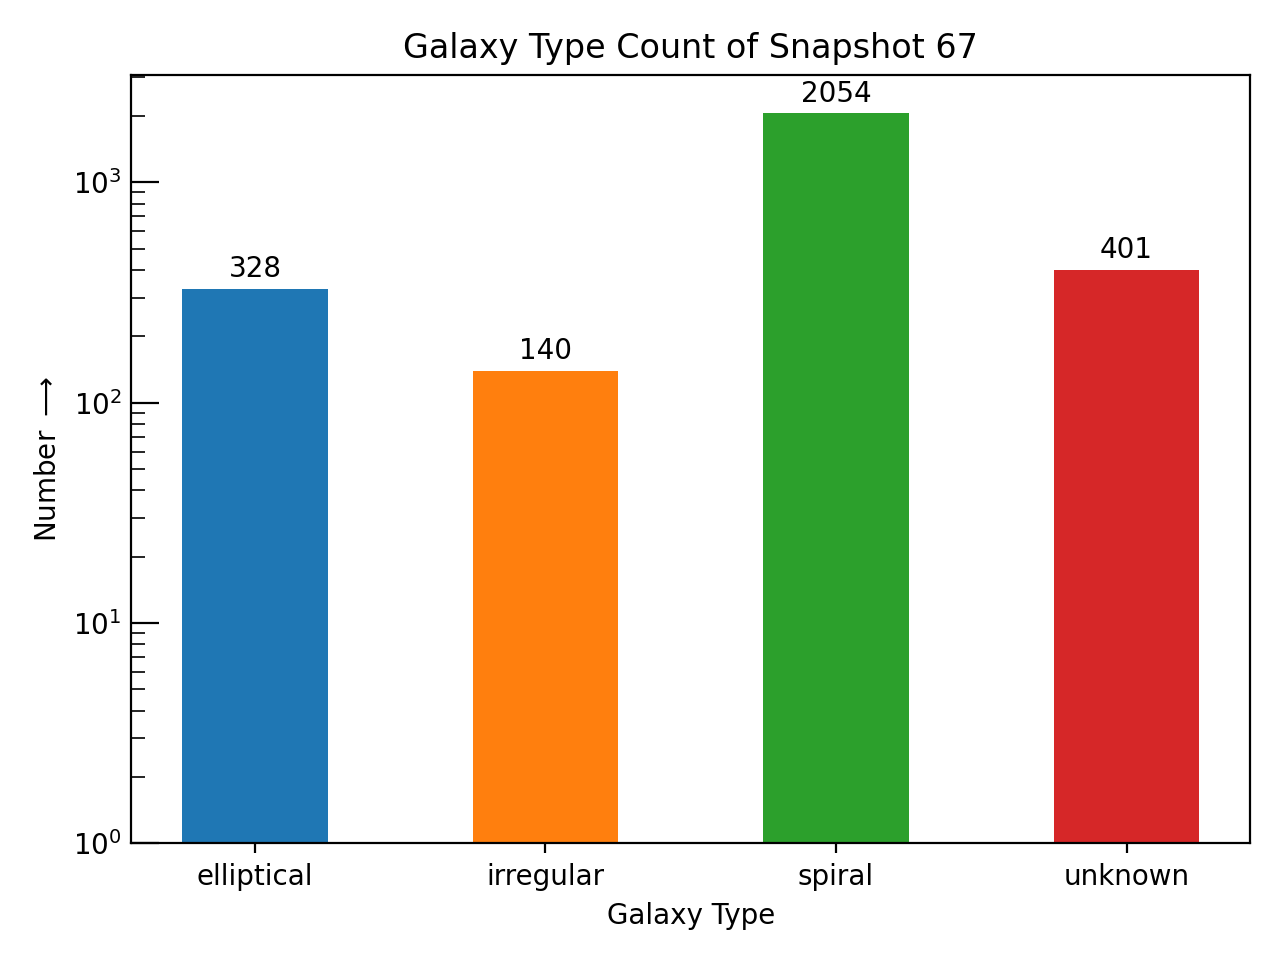 Galaxy Type Count of Snapshot 67
2054
10³
401
328
140
10²
Number ⟶
10¹
10⁰
elliptical irregular spiral unknown
Galaxy Type